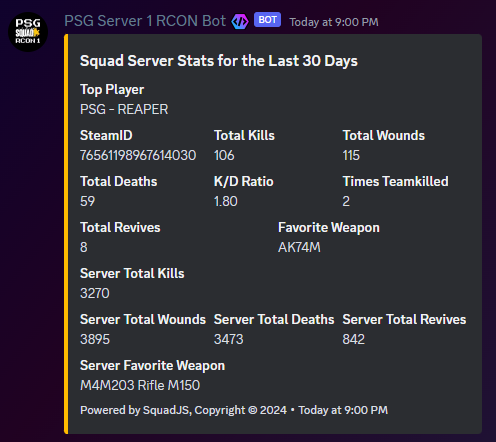 PSG
SQUAD
RCON 1
PSG Server 1 RCON Bot BOT Today at 9:00 PM
Squad Server Stats for the Last 30 Days
Top Player
PSG - REAPER
SteamID Total Kills Total Wounds
76561198967614030 106 115
Total Deaths K/D Ratio Times Teamkilled
59 1.80 2
Total Revives Favorite Weapon
8 AK74M
Server Total Kills
3270
Server Total Wounds Server Total Deaths Server Total Revives
3895 3473 842
Server Favorite Weapon
M4M203 Rifle M150
Powered by SquadJS, Copyright © 2024 • Today at 9:00 PM